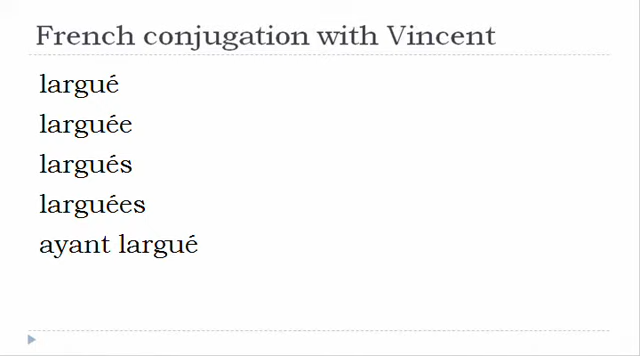 French conjugation with Vincent
largué
larguée
largués
larguées
ayant largué